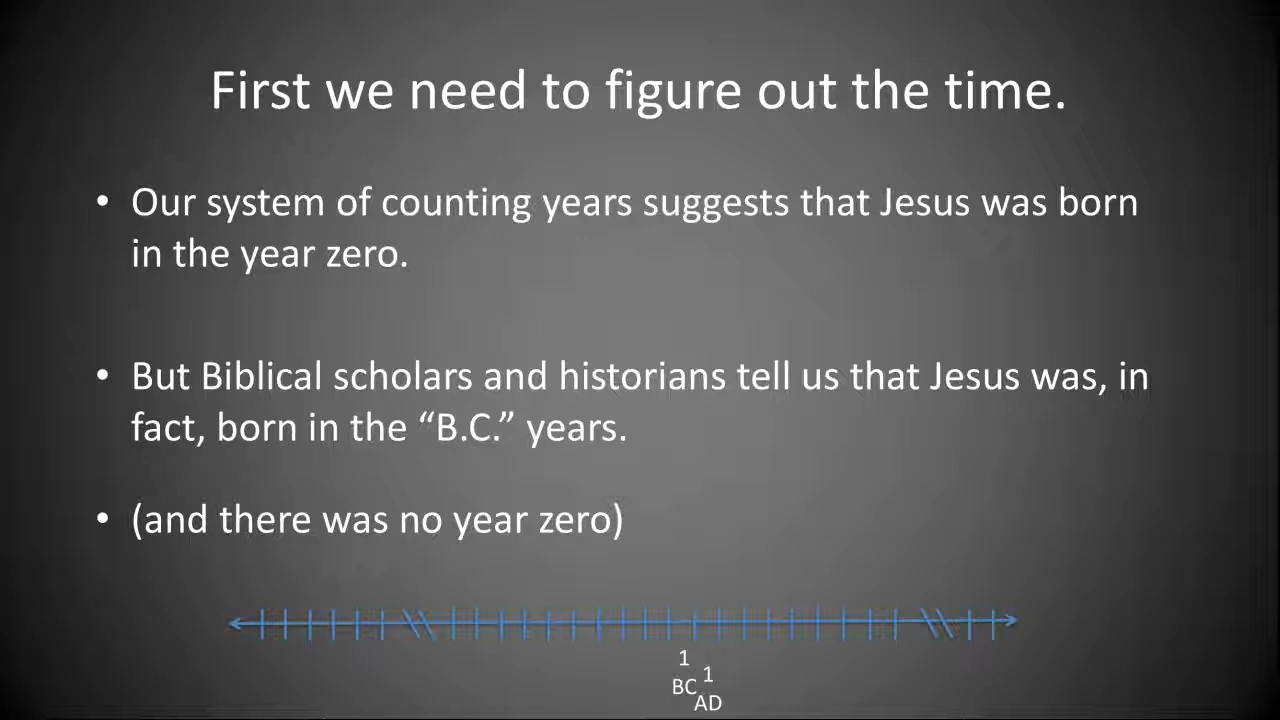 First we need to figure out the time.
• Our system of counting years suggests that Jesus was born
in the year zero.
• But Biblical scholars and historians tell us that Jesus was, in
fact, born in the “B.C.” years.
• (and there was no year zero)
1
BC
1
AD